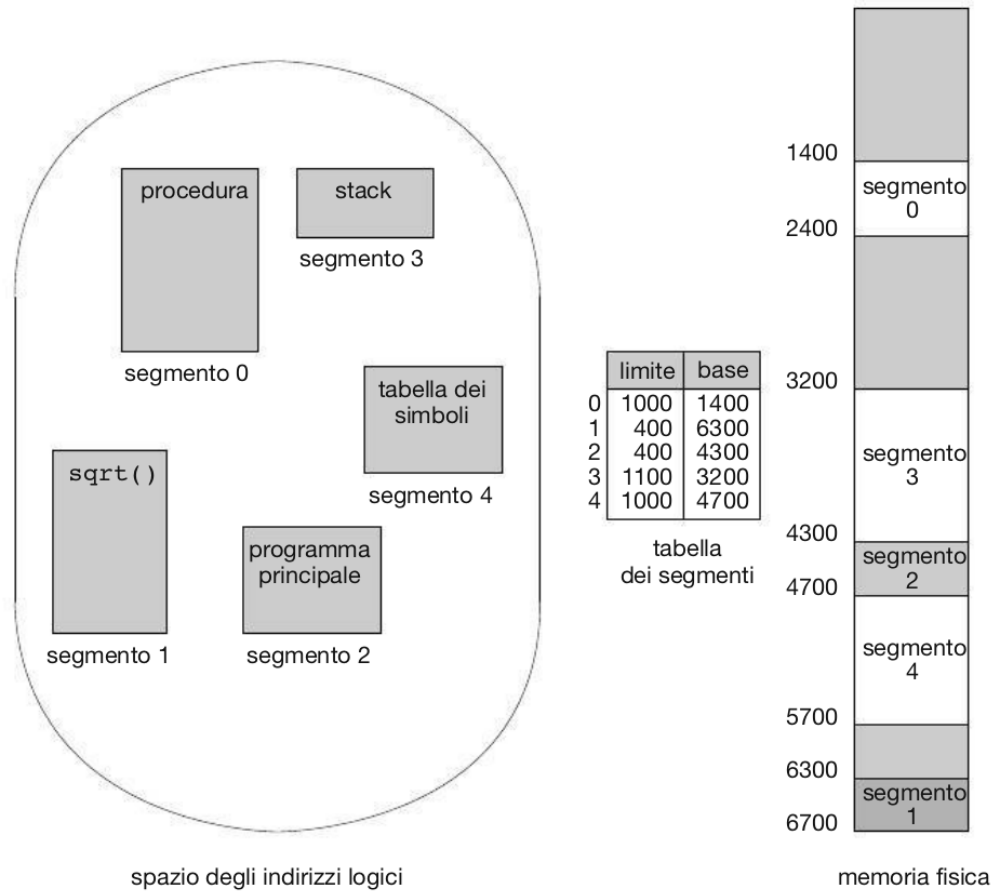 procedura
segmento 0
stack
segmento 3
tabella dei
simboli
segmento 4
sqrt()
segmento 1
programma
principale
segmento 2
spazio degli indirizzi logici
limite base
0 1000 1400
1 400 6300
2 400 4300
3 1100 3200
4 1000 4700
tabella
dei segmenti
1400
segmento
0
2400
3200
segmento
3
4300
segmento
2
4700
segmento
4
5700
6300
segmento
1
6700
memoria fisica